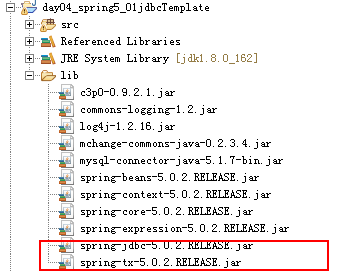 day04_spring5_01jdbcTemplate
src
Referenced Libraries
JRE System Library [jdk1.8.0_162]
lib
c3p0-0.9.2.1.jar
commons-logging-1.2.jar
log4j-1.2.16.jar
mchange-commons-java-0.2.3.4.jar
mysql-connector-java-5.1.7-bin.jar
spring-beans-5.0.2.RELEASE.jar
spring-context-5.0.2.RELEASE.jar
spring-core-5.0.2.RELEASE.jar
spring-expression-5.0.2.RELEASE.jar
spring-jdbc-5.0.2.RELEASE.jar
spring-tx-5.0.2.RELEASE.jar